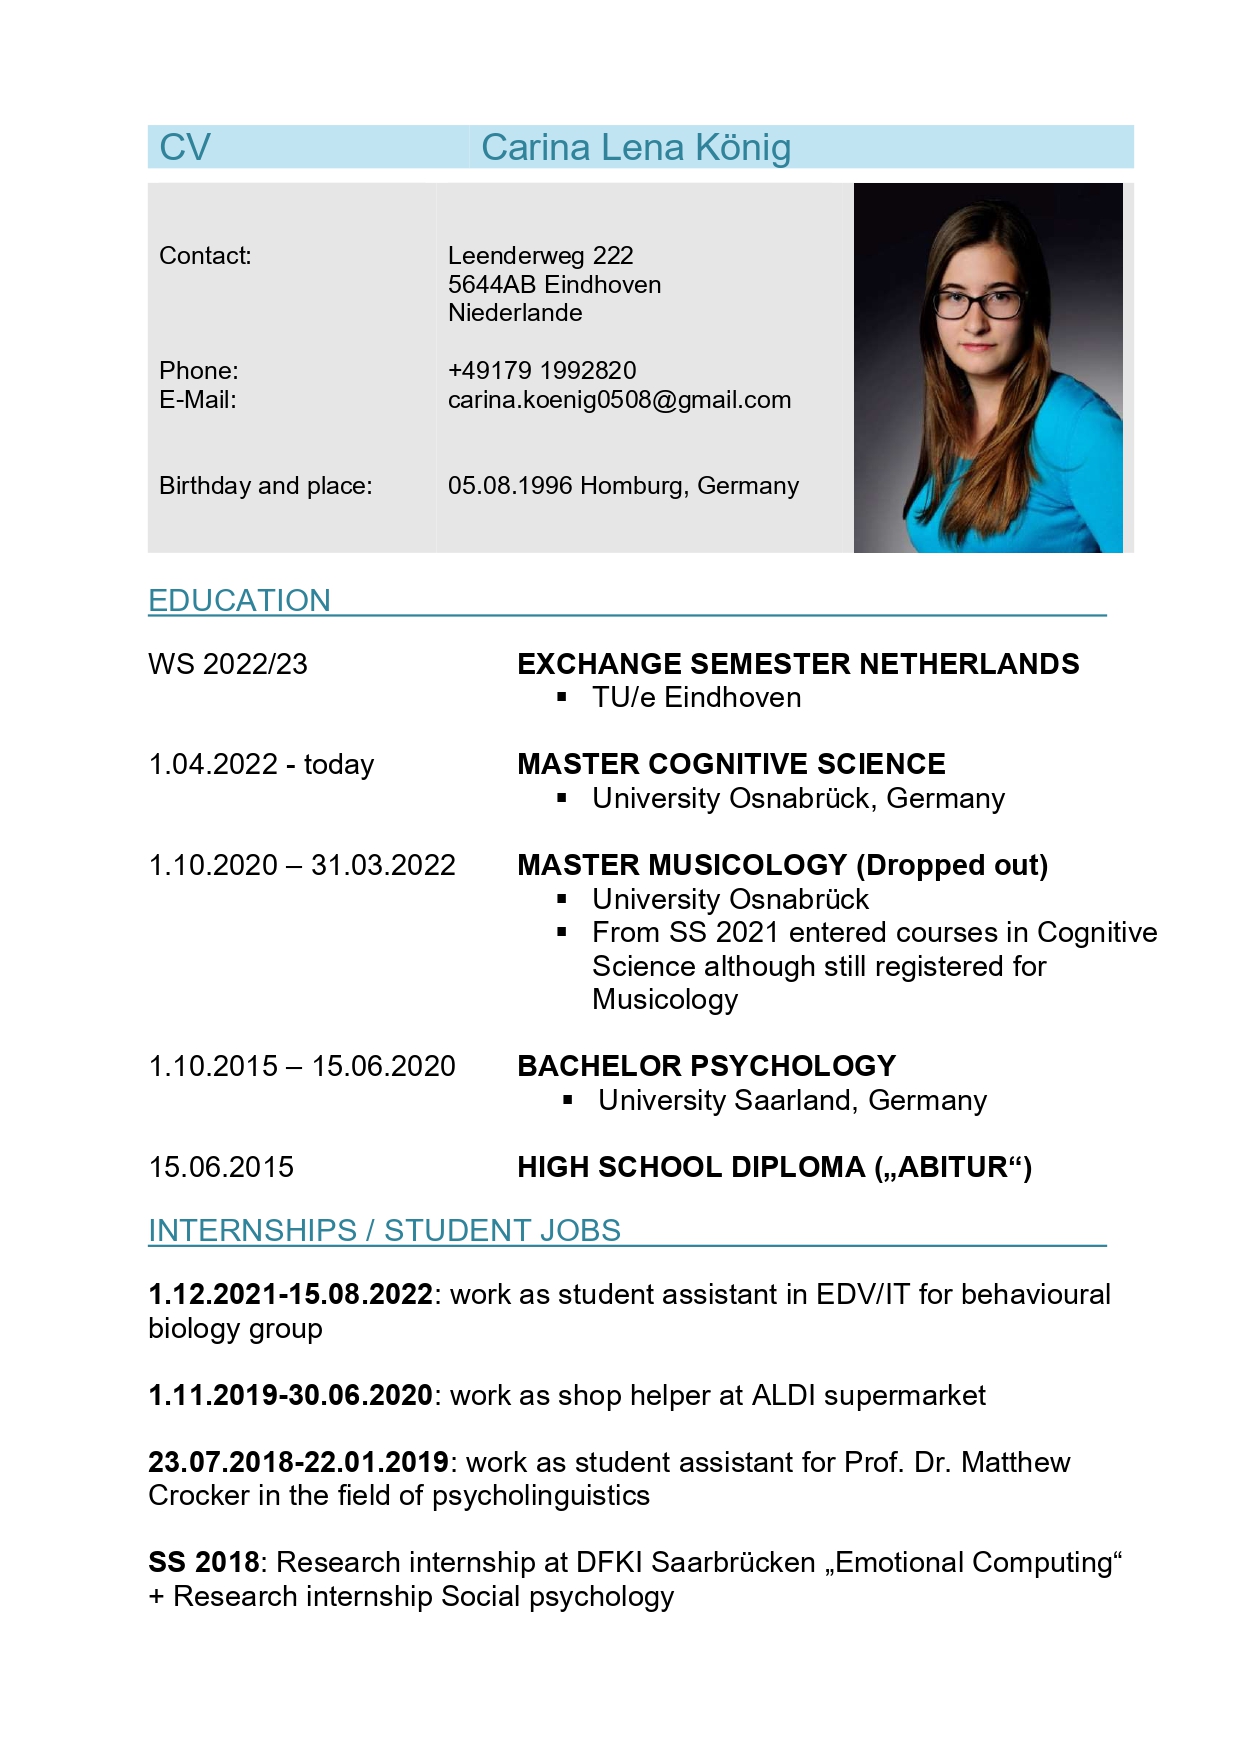 CV Carina Lena König
Contact: Leenderweg 222
5644AB Eindhoven
Niederlande
Phone: +49179 1992820
E-Mail: carina.koenig0508@gmail.com
Birthday and place: 05.08.1996 Homburg, Germany
EDUCATION
WS 2022/23 EXCHANGE SEMESTER NETHERLANDS
▪ TU/e Eindhoven
1.04.2022 - today MASTER COGNITIVE SCIENCE
▪ University Osnabrück, Germany
1.10.2020 – 31.03.2022 MASTER MUSICOLOGY (Dropped out)
▪ University Osnabrück
▪ From SS 2021 entered courses in Cognitive
Science although still registered for
Musicology
1.10.2015 – 15.06.2020 BACHELOR PSYCHOLOGY
▪ University Saarland, Germany
15.06.2015 HIGH SCHOOL DIPLOMA („ABITUR“)
INTERNSHIPS / STUDENT JOBS
1.12.2021-15.08.2022: work as student assistant in EDV/IT for behavioural
biology group
1.11.2019-30.06.2020: work as shop helper at ALDI supermarket
23.07.2018-22.01.2019: work as student assistant for Prof. Dr. Matthew
Crocker in the field of psycholinguistics
SS 2018: Research internship at DFKI Saarbrücken „Emotional Computing“
+ Research internship Social psychology